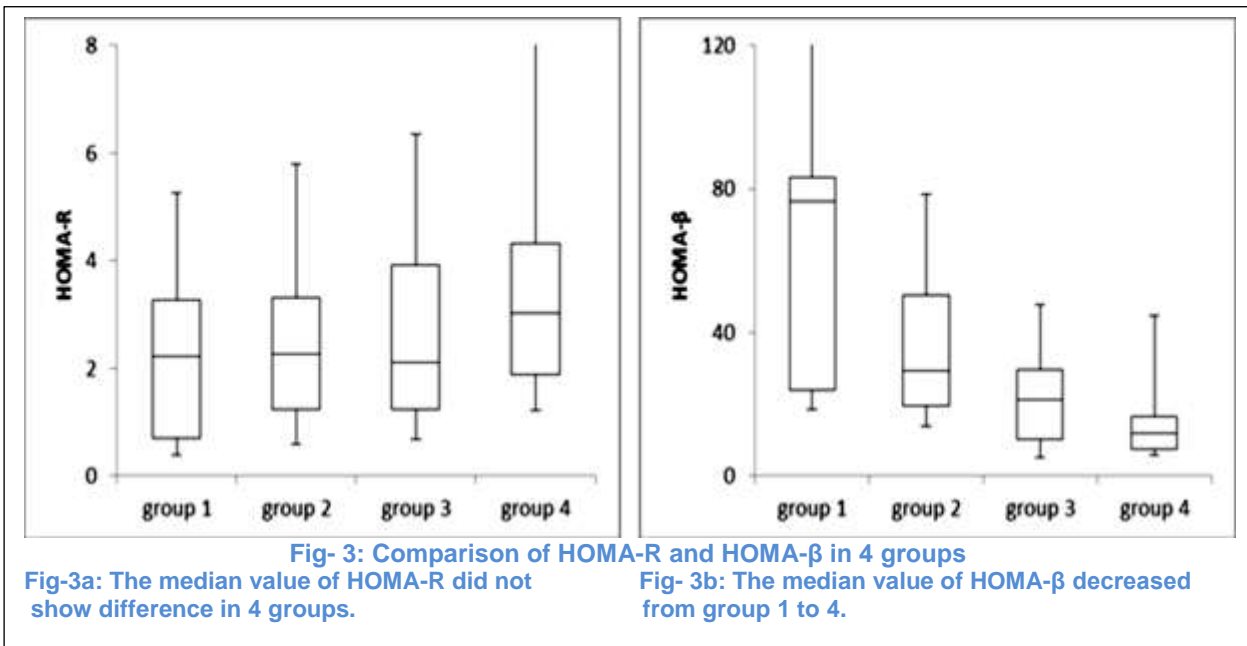 8
6
4
2
0
HOMA-R
group 1 group 2 group 3 group 4
120
80
40
0
HOMA-β
group 1 group 2 group 3 group 4
Fig- 3: Comparison of HOMA-R and HOMA-β in 4 groups
Fig-3a: The median value of HOMA-R did not
show difference in 4 groups.
Fig- 3b: The median value of HOMA-β decreased
from group 1 to 4.